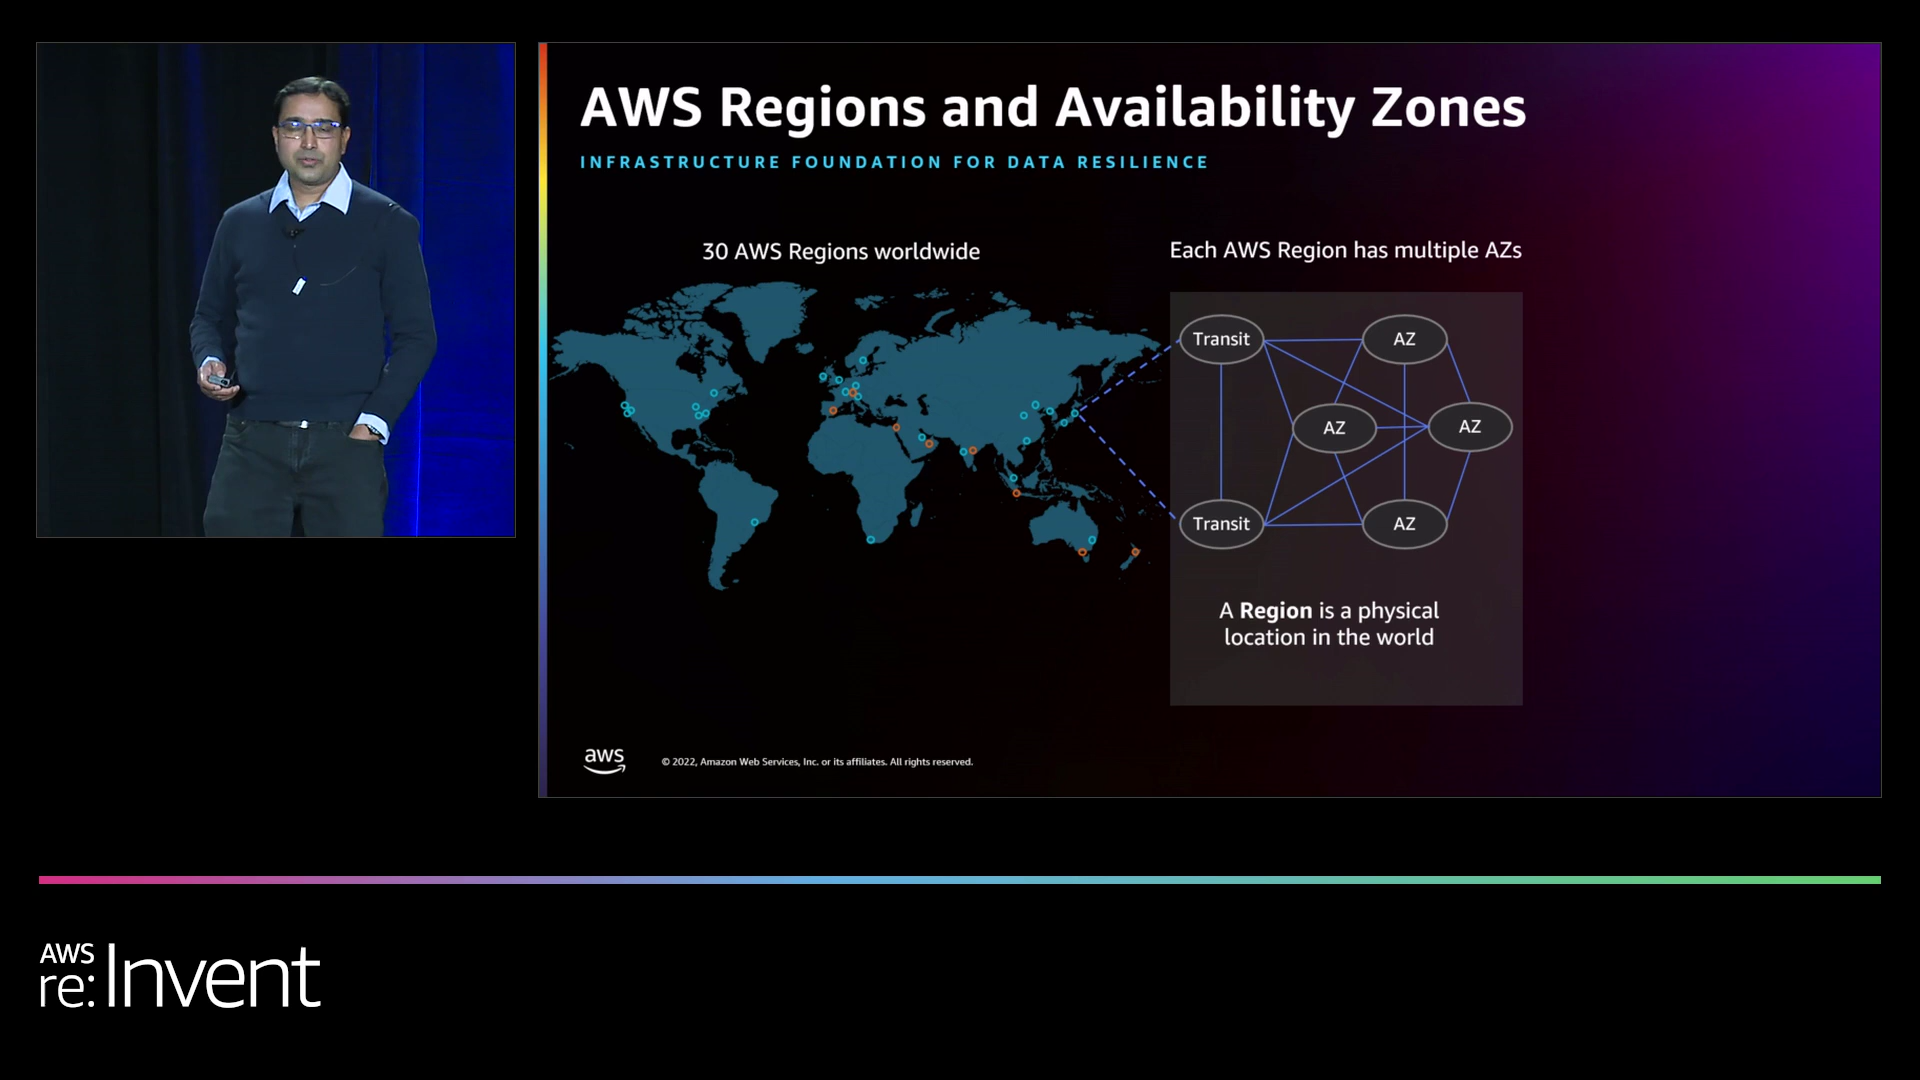 AWS Regions and Availability Zones
INFRASTRUCTURE FOUNDATION FOR DATA RESILIENCE
30 AWS Regions worldwide
Each AWS Region has multiple AZs
Transit
AZ
AZ
AZ
Transit
AZ
A Region is a physical
location in the world
aws
© 2022, Amazon Web Services, Inc. or its affiliates. All rights reserved.
AWS
re:Invent